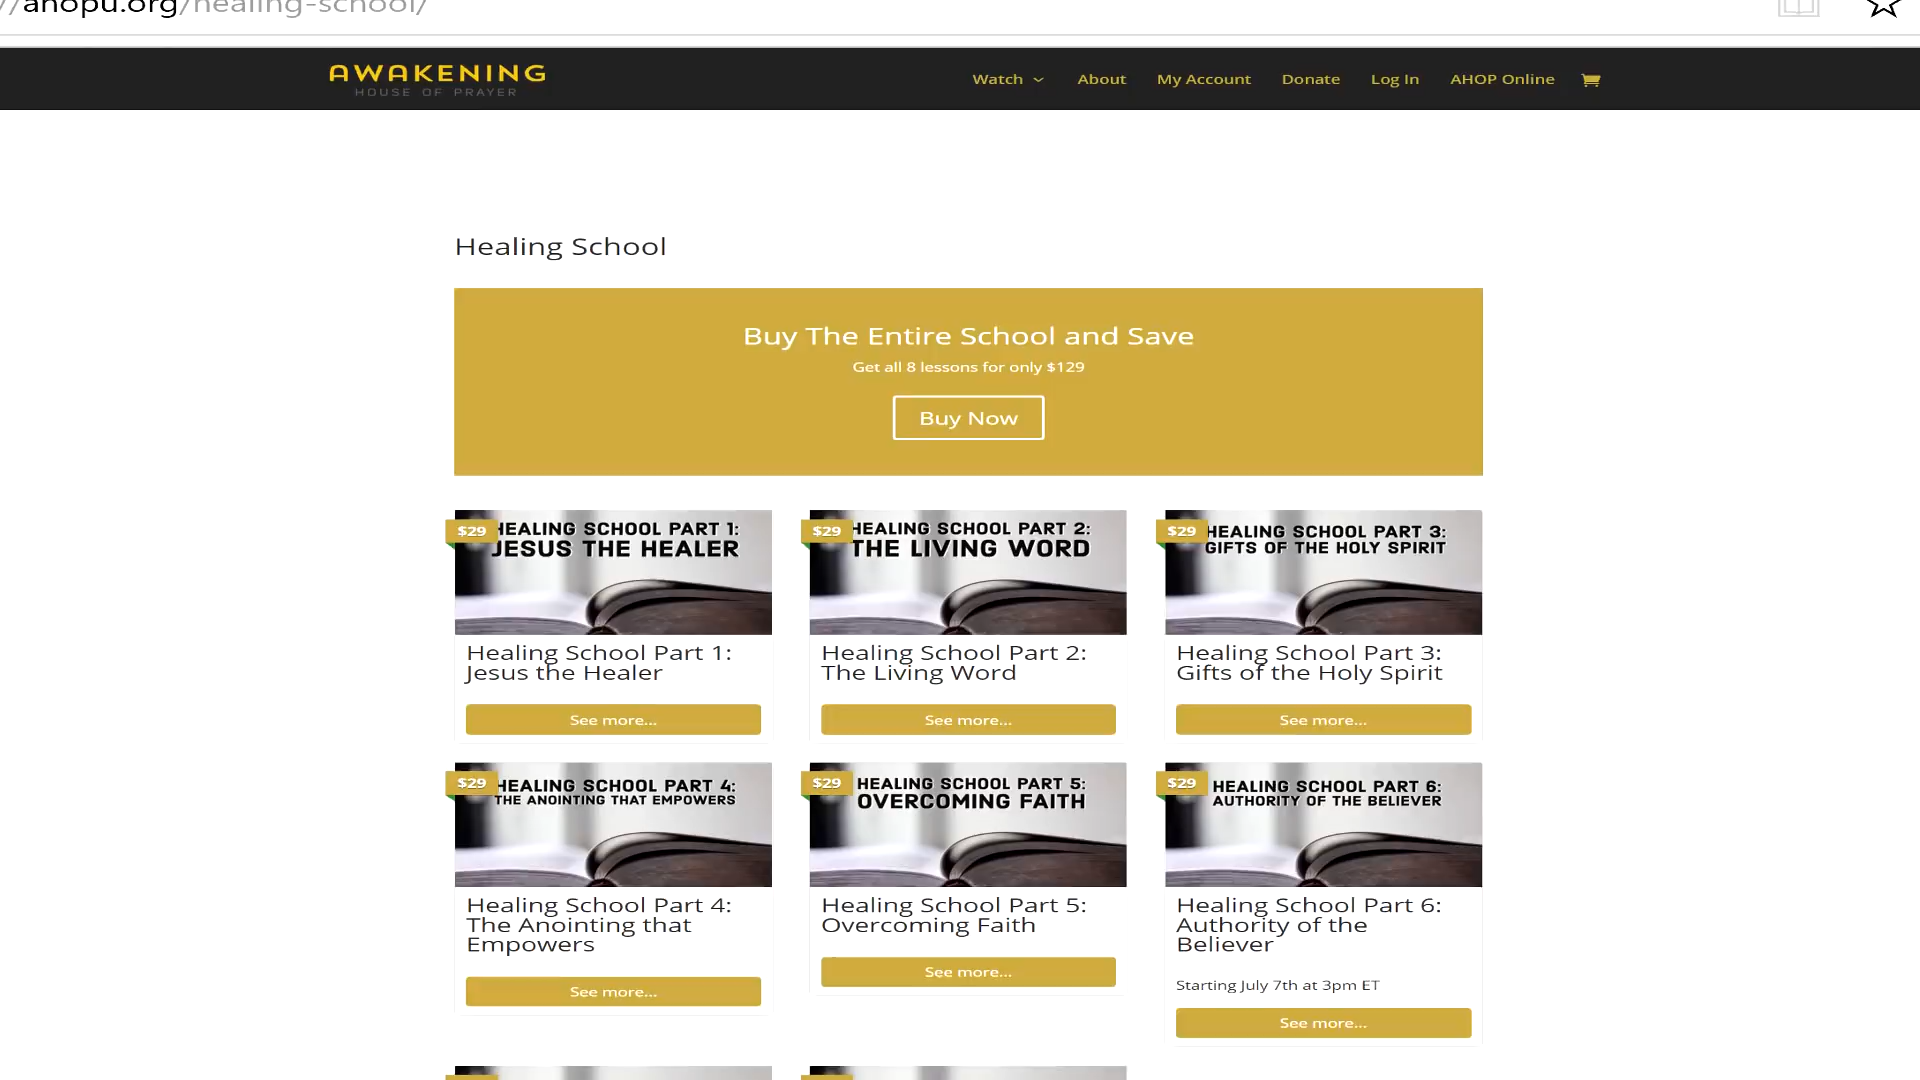 //ahopu.org/healing-school/
AWAKENING
HOUSE OF PRAYER
Watch
About
My Account
Donate
Log In
AHOP Online
Healing School
Buy The Entire School and Save
Get all 8 lessons for only $129
Buy Now
$29
HEALING SCHOOL PART 1:
JESUS THE HEALER
Healing School Part 1:
Jesus the Healer
See more...
$29
HEALING SCHOOL PART 2:
THE LIVING WORD
Healing School Part 2:
The Living Word
See more...
$29
HEALING SCHOOL PART 3:
GIFTS OF THE HOLY SPIRIT
Healing School Part 3:
Gifts of the Holy Spirit
See more...
$29
HEALING SCHOOL PART 4:
THE ANOINTING THAT EMPOWERS
Healing School Part 4:
The Anointing that
Empowers
See more...
$29
HEALING SCHOOL PART 5:
OVERCOMING FAITH
Healing School Part 5:
Overcoming Faith
See more...
$29
HEALING SCHOOL PART 6:
AUTHORITY OF THE BELIEVER
Healing School Part 6:
Authority of the
Believer
Starting July 7th at 3pm ET
See more...